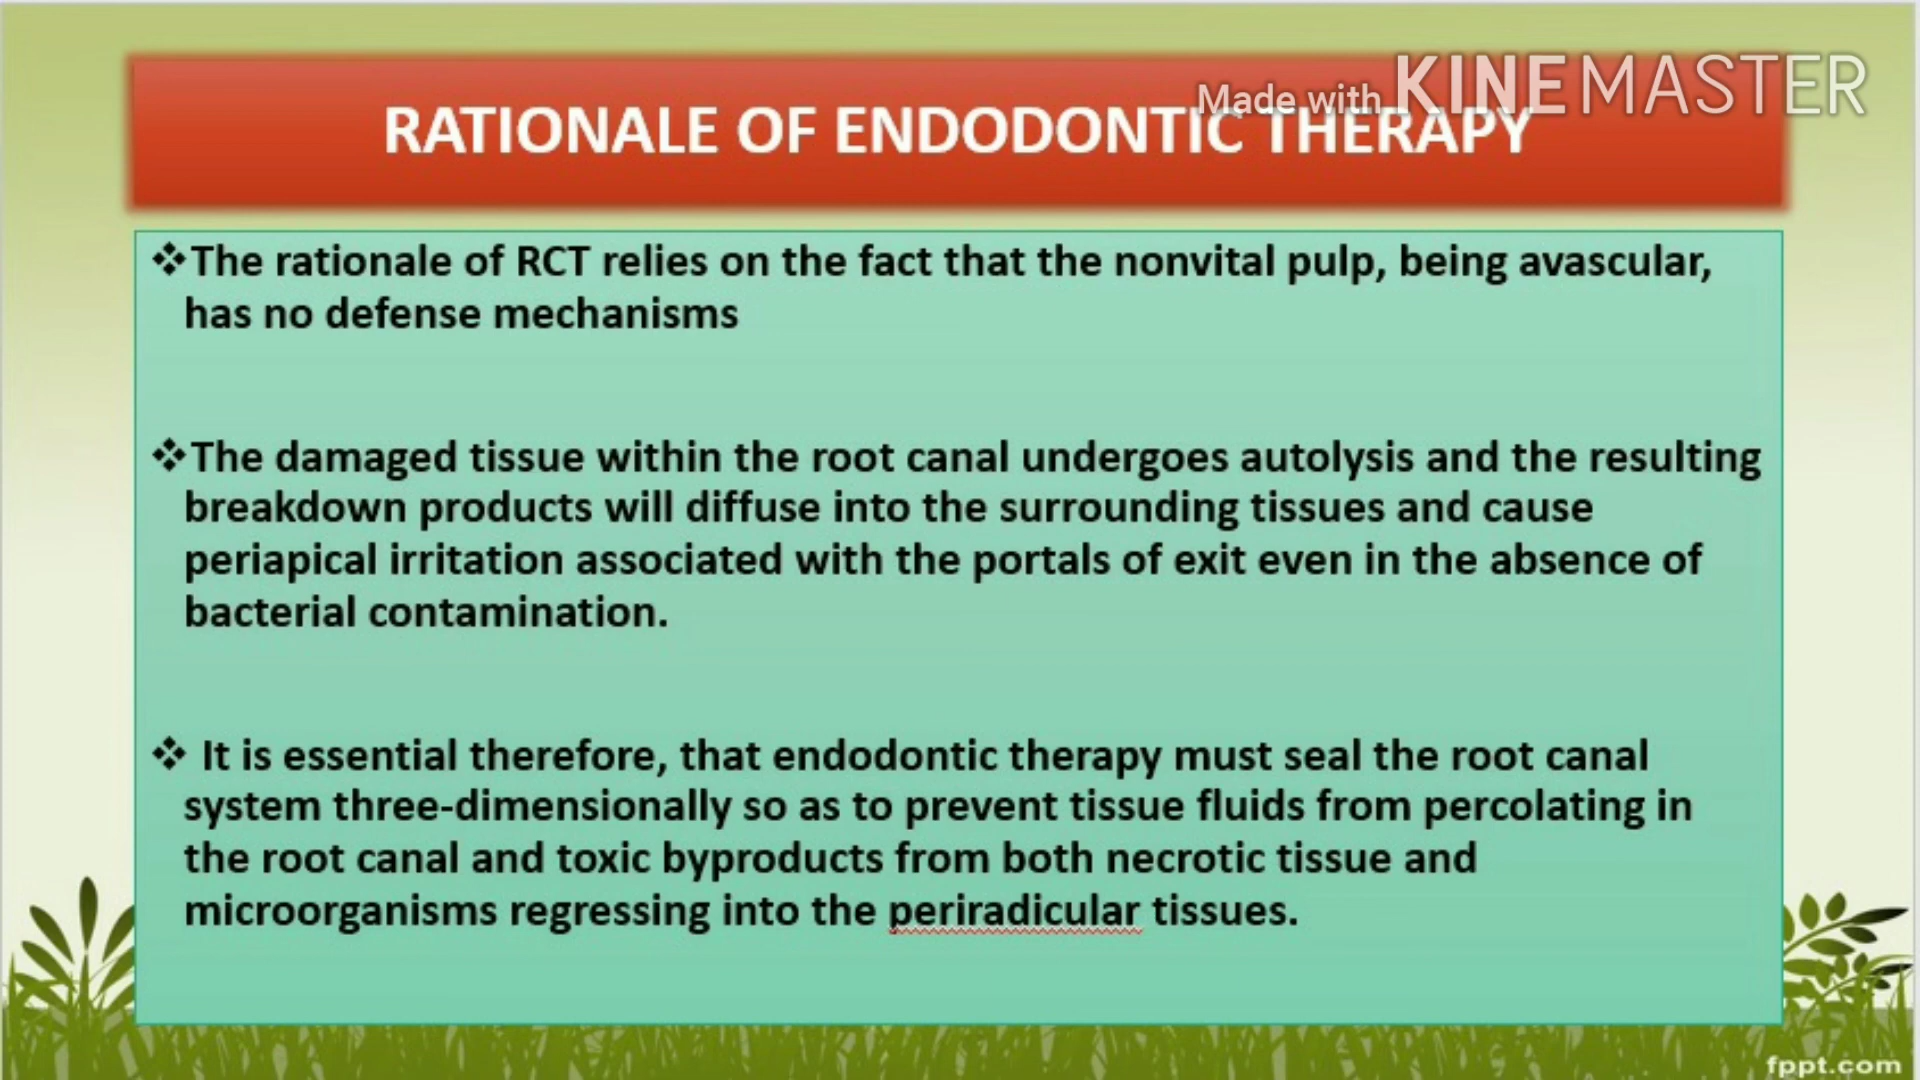 Made with KINEMASTER
RATIONALE OF ENDODONTIC THERAPY
❖The rationale of RCT relies on the fact that the nonvital pulp, being avascular,
has no defense mechanisms
❖The damaged tissue within the root canal undergoes autolysis and the resulting
breakdown products will diffuse into the surrounding tissues and cause
periapical irritation associated with the portals of exit even in the absence of
bacterial contamination.
❖ It is essential therefore, that endodontic therapy must seal the root canal
system three-dimensionally so as to prevent tissue fluids from percolating in
the root canal and toxic byproducts from both necrotic tissue and
microorganisms regressing into the periradicular tissues.
fppt.com